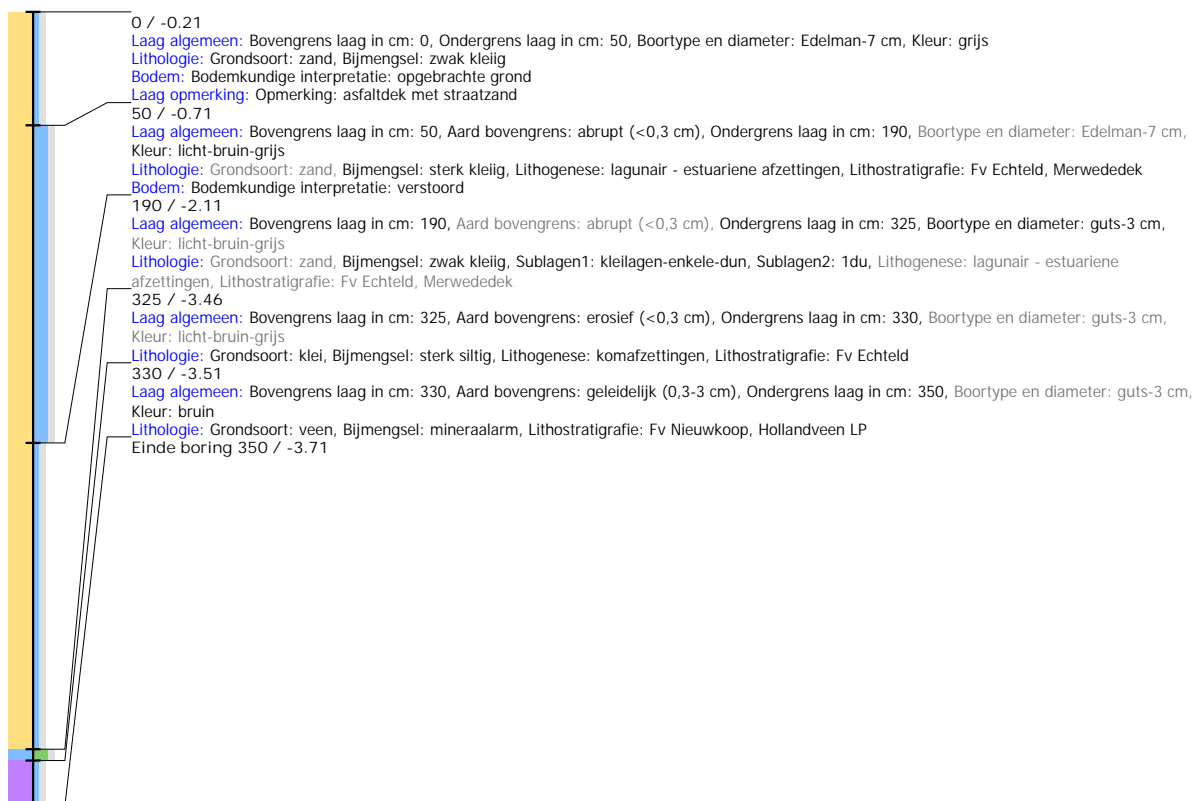 0 / -0.21
Laag algemeen: Bovengrens laag in cm: 0, Ondergrens laag in cm: 50, Boortype en diameter: Edelman-7 cm, Kleur: grijs
Lithologie: Grondsoort: zand, Bijmengsel: zwak kleiig
Bodem: Bodemkundige interpretatie: opgebrachte grond
Laag opmerking: Opmerking: asfaltdek met straatzand
50 / -0.71
Laag algemeen: Bovengrens laag in cm: 50, Aard bovengrens: abrupt (<0,3 cm), Ondergrens laag in cm: 190, Boortype en diameter: Edelman-7 cm,
Kleur: licht-bruin-grijs
Lithologie: Grondsoort: zand, Bijmengsel: sterk kleiig, Lithogenese: lagunair - estuariene afzettingen, Lithostratigrafie: Fv Echteld, Merwededek
Bodem: Bodemkundige interpretatie: verstoord
190 / -2.11
Laag algemeen: Bovengrens laag in cm: 190, Aard bovengrens: abrupt (<0,3 cm), Ondergrens laag in cm: 325, Boortype en diameter: guts-3 cm,
Kleur: licht-bruin-grijs
Lithologie: Grondsoort: zand, Bijmengsel: zwak kleiig, Sublagen1: kleilagen-enkele-dun, Sublagen2: 1du, Lithogenese: lagunair - estuariene
afzettingen, Lithostratigrafie: Fv Echteld, Merwededek
325 / -3.46
Laag algemeen: Bovengrens laag in cm: 325, Aard bovengrens: erosief (<0,3 cm), Ondergrens laag in cm: 330, Boortype en diameter: guts-3 cm,
Kleur: licht-bruin-grijs
Lithologie: Grondsoort: klei, Bijmengsel: sterk siltig, Lithogenese: komafzettingen, Lithostratigrafie: Fv Echteld
330 / -3.51
Laag algemeen: Bovengrens laag in cm: 330, Aard bovengrens: geleidelijk (0,3-3 cm), Ondergrens laag in cm: 350, Boortype en diameter: guts-3 cm,
Kleur: bruin
Lithologie: Grondsoort: veen, Bijmengsel: mineraalarm, Lithostratigrafie: Fv Nieuwkoop, Hollandveen LP
Einde boring 350 / -3.71